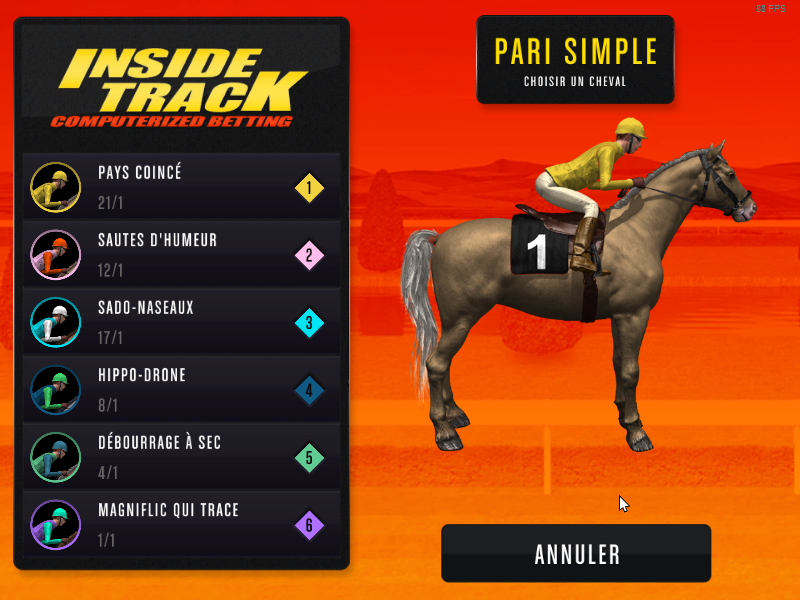 38 FPS
INSIDE
TRACK
COMPUTERIZED BETTING
PAYS COINCÉ
21/1
1
SAUTES D'HUMEUR
12/1
2
SADO-NASEAUX
17/1
3
HIPPO-DRONE
8/1
4
DÉBOURRAGE À SEC
4/1
5
MAGNIFLIC QUI TRACE
1/1
6
PARI SIMPLE
CHOISIR UN CHEVAL
1
ANNULER